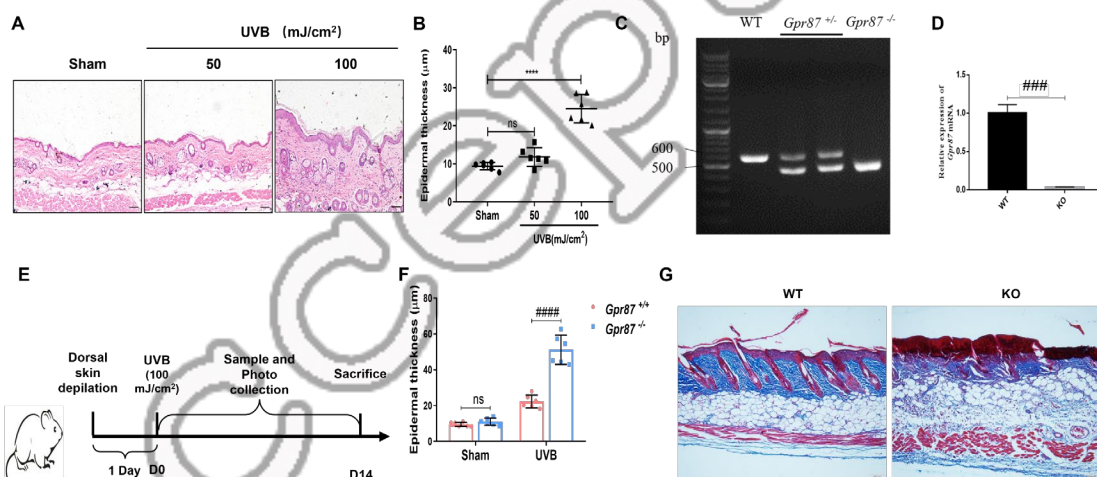 A
UVB (mJ/cm²)
Sham 50 100
B
Epidermal thickness (μm)
40
30
20
10
0
****
ns
Sham 50 100
UVB(mJ/cm²)
C
WT Gpr87 +/- Gpr87 -/-
bp
600
500
D
Relative expression of
Gpr87 mRNA
1.5
1.0
0.5
0.0
###
WT KO
E
Dorsal
skin
depilation
UVB
(100
mJ/cm²)
Sample and
Photo
collection
Sacrifice
1 Day D0
D14
F
Epidermal thickness (μm)
80
60
40
20
0
ns
####
Sham UVB
Gpr87 +/+
Gpr87 -/-
G
WT KO